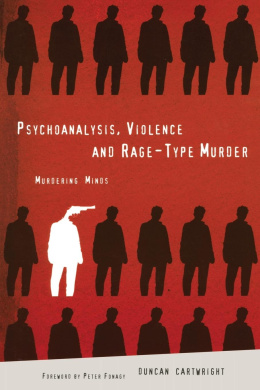 Psychoanalysis, Violence
and Rage-Type Murder
Murdering Minds
Foreword by Peter Fonagy Duncan Cartwright